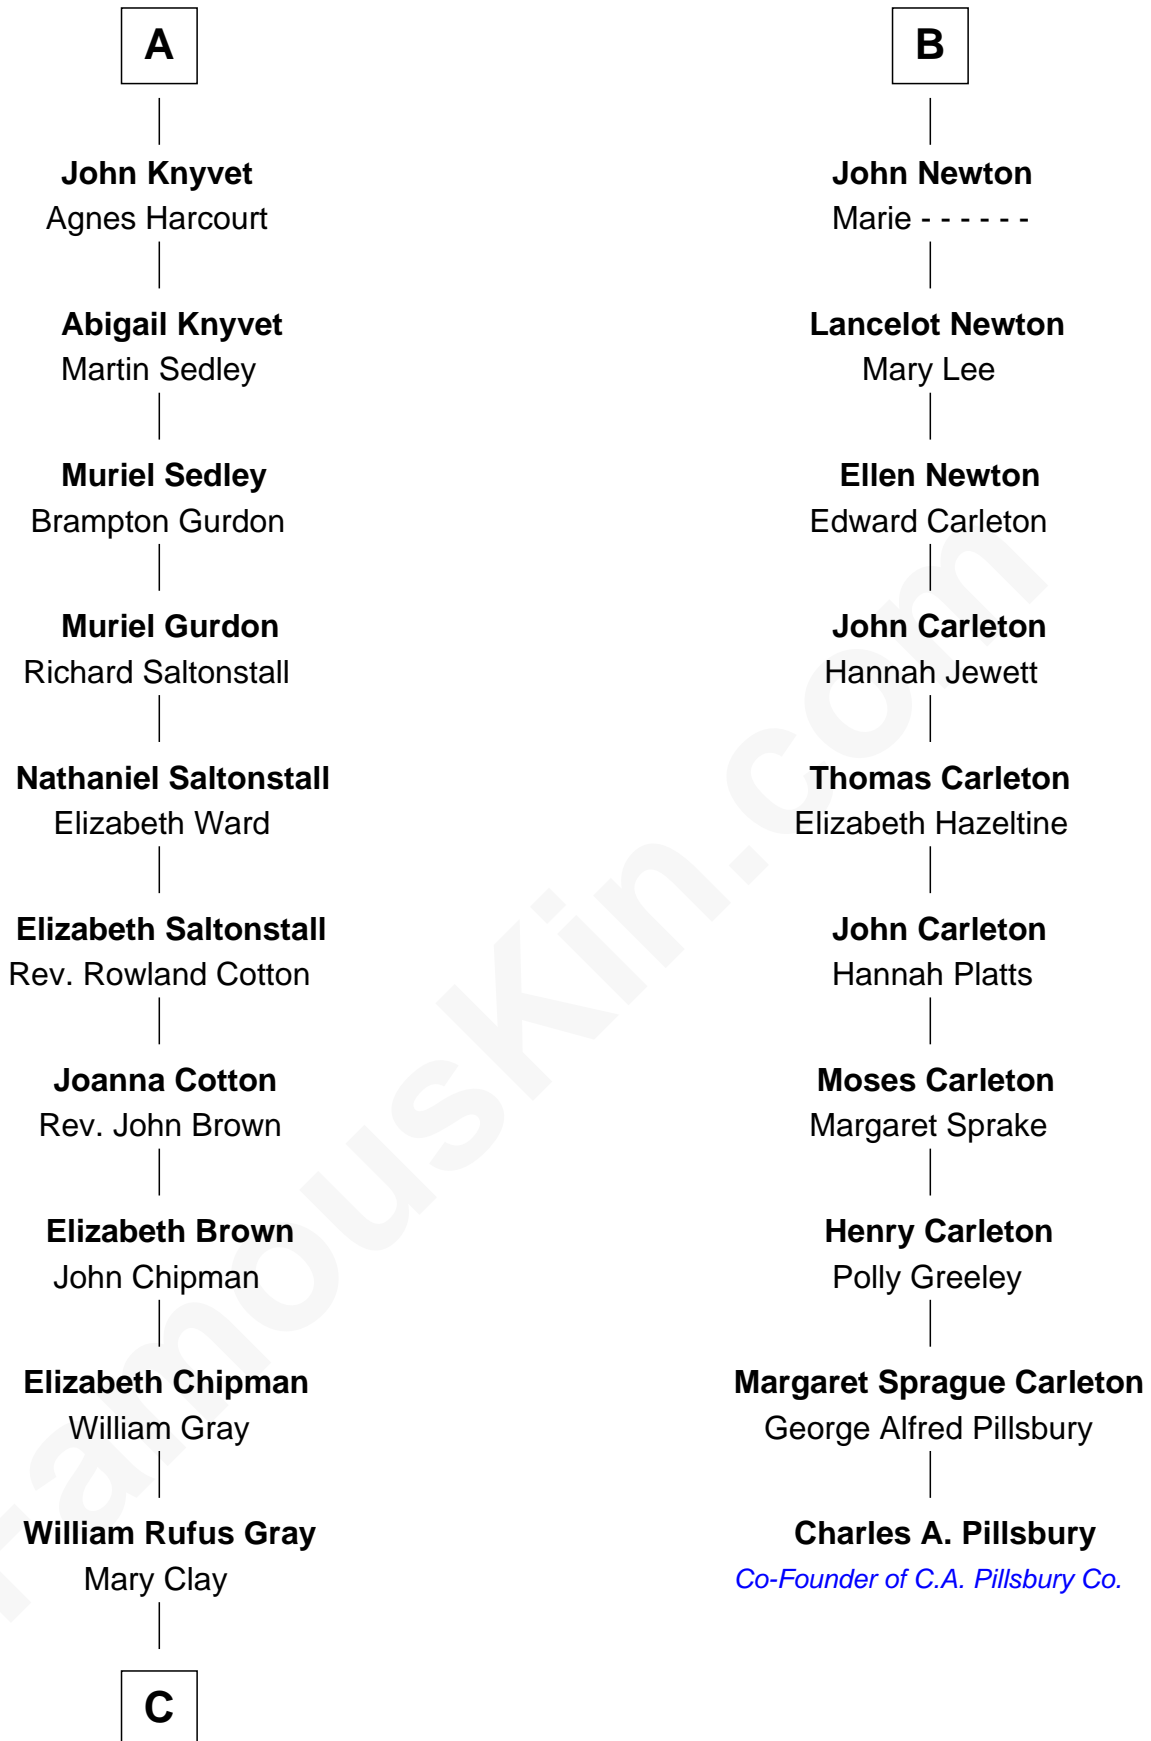 A
John Knyvet
Agnes Harcourt
Abigail Knyvet
Martin Sedley
Muriel Sedley
Brampton Gurdon
Muriel Gurdon
Richard Saltonstall
Nathaniel Saltonstall
Elizabeth Ward
Elizabeth Saltonstall
Rev. Rowland Cotton
Joanna Cotton
Rev. John Brown
Elizabeth Brown
John Chipman
Elizabeth Chipman
William Gray
William Rufus Gray
Mary Clay
C
B
John Newton
Marie - - - - - -
Lancelot Newton
Mary Lee
Ellen Newton
Edward Carleton
John Carleton
Hannah Jewett
Thomas Carleton
Elizabeth Hazeltine
John Carleton
Hannah Platts
Moses Carleton
Margaret Sprake
Henry Carleton
Polly Greeley
Margaret Sprague Carleton
George Alfred Pillsbury
Charles A. Pillsbury
Co-Founder of C.A. Pillsbury Co.
FamousKin.com